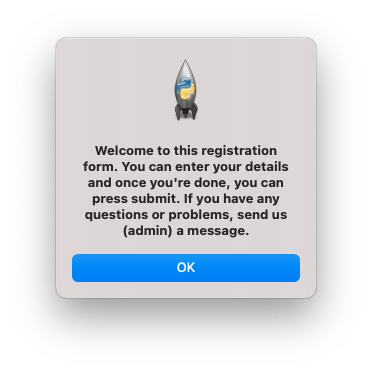 Welcome to this registration
form. You can enter your details
and once you're done, you can
press submit. If you have any
questions or problems, send us
(admin) a message.
OK